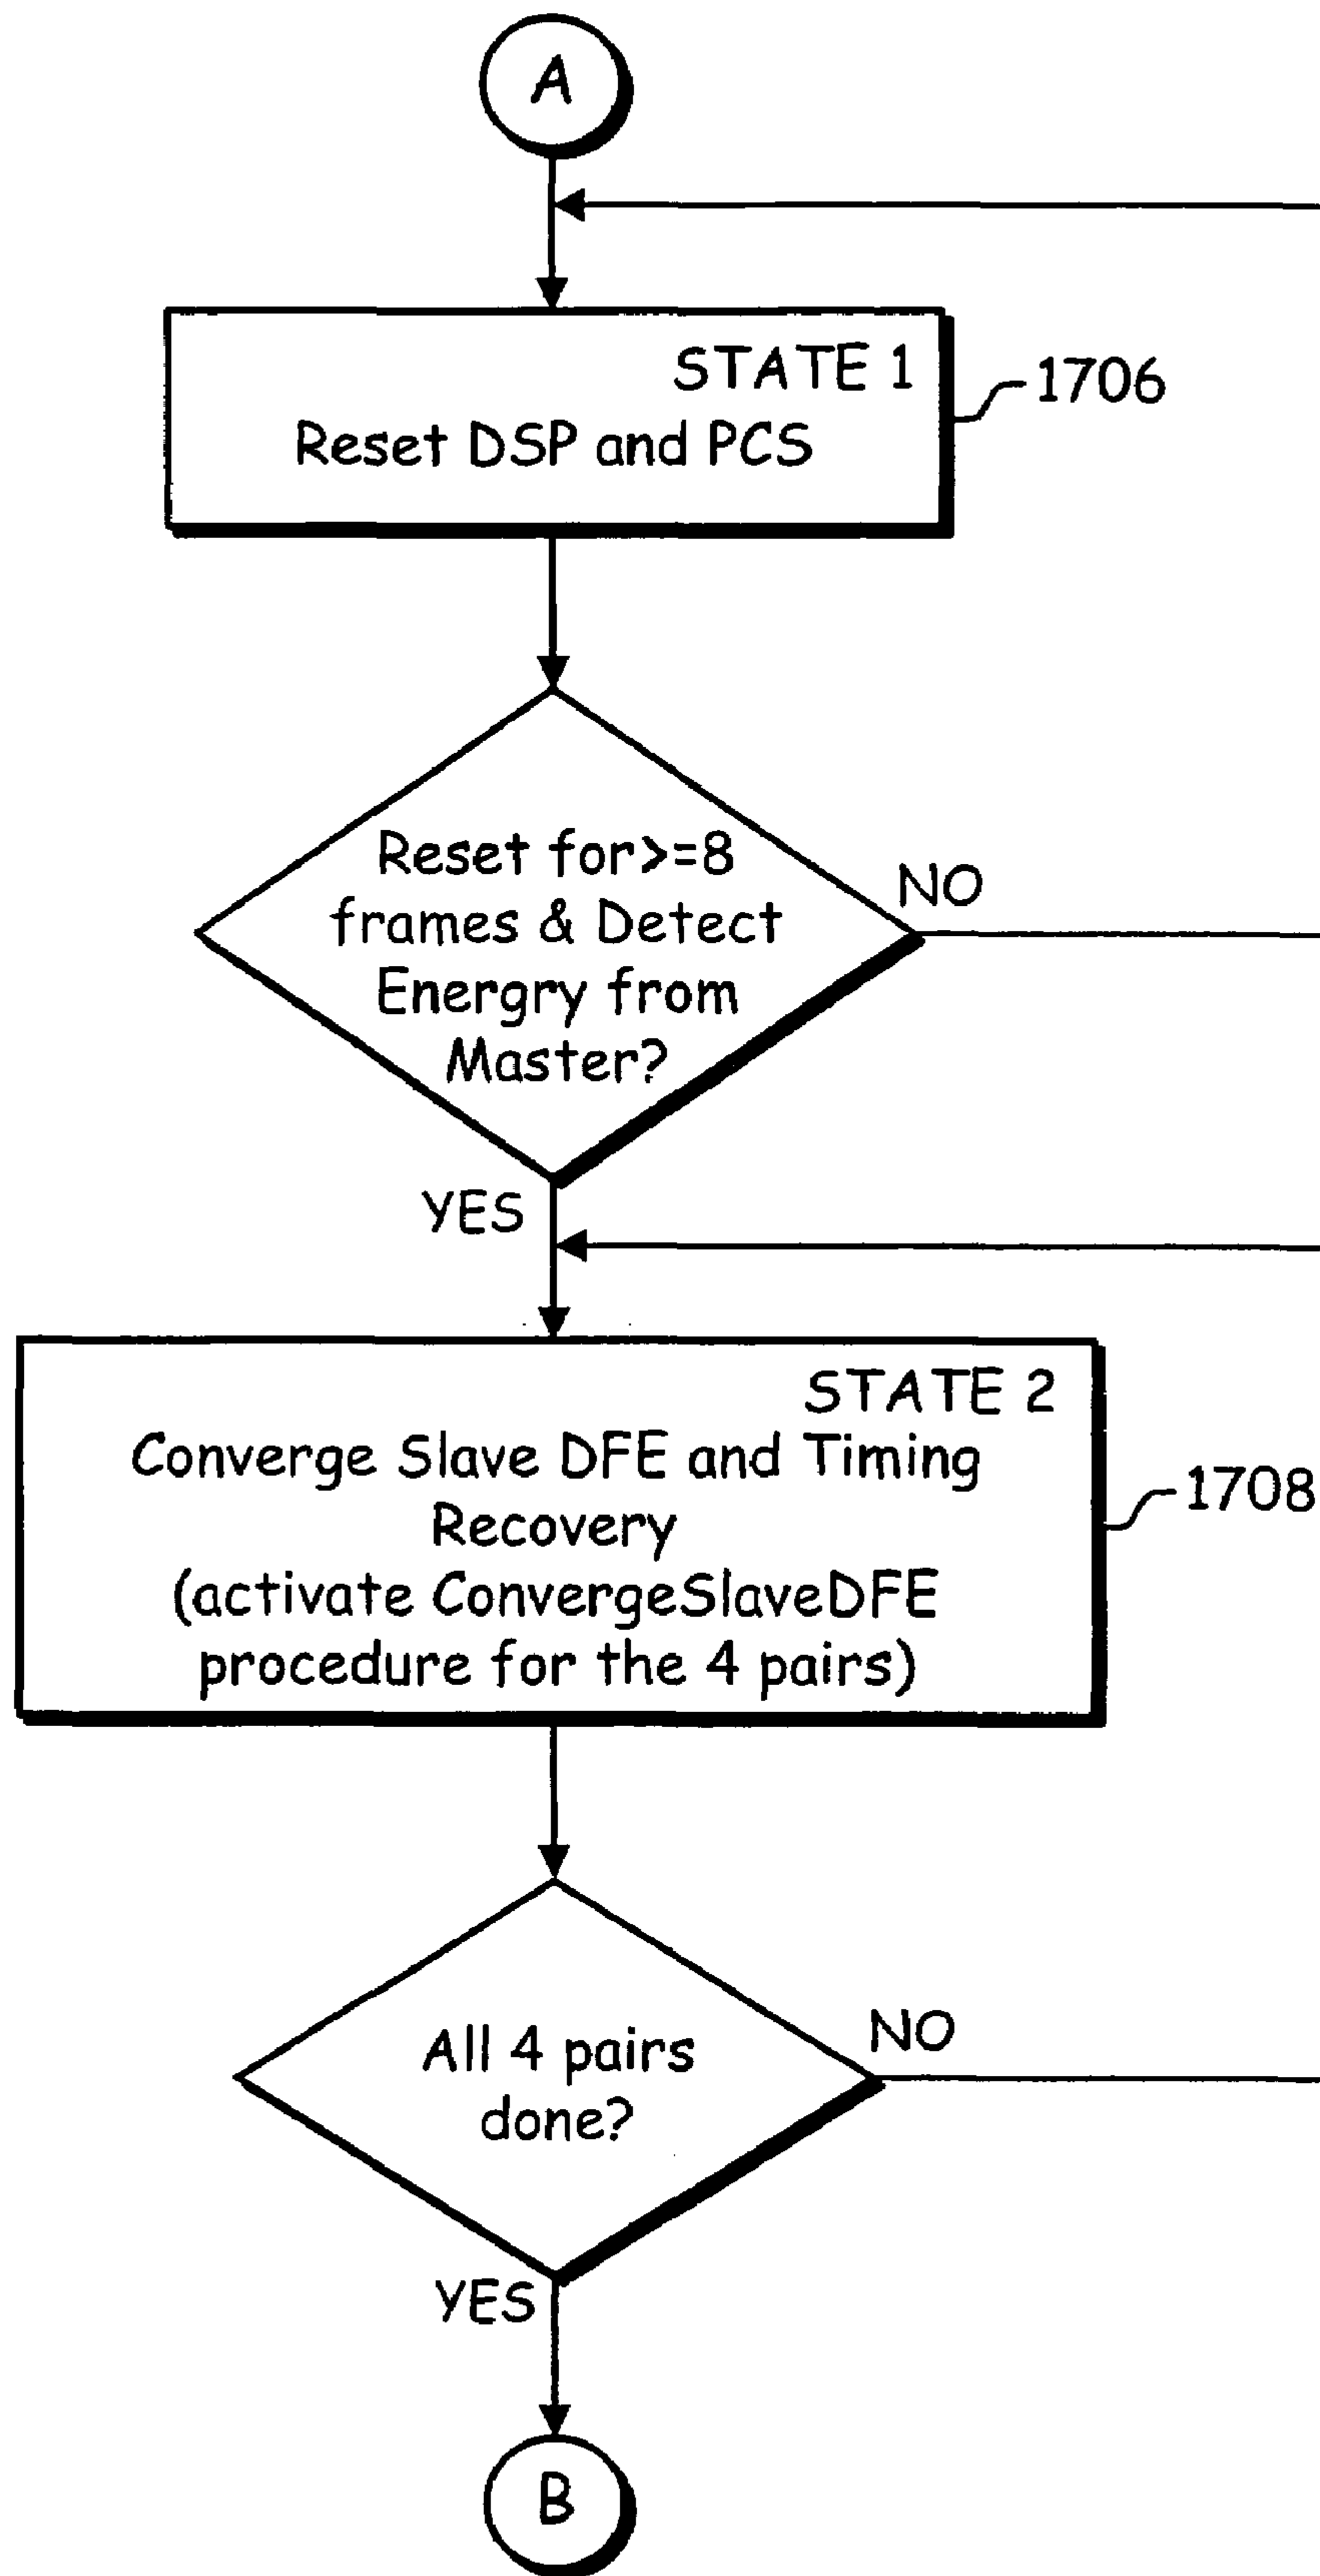 A
STATE 1
Reset DSP and PCS
1706
Reset for>=8
frames & Detect
Energry from
Master?
NO
YES
STATE 2
Converge Slave DFE and Timing
Recovery
(activate ConvergeSlaveDFE
procedure for the 4 pairs)
1708
All 4 pairs
done?
NO
YES
B